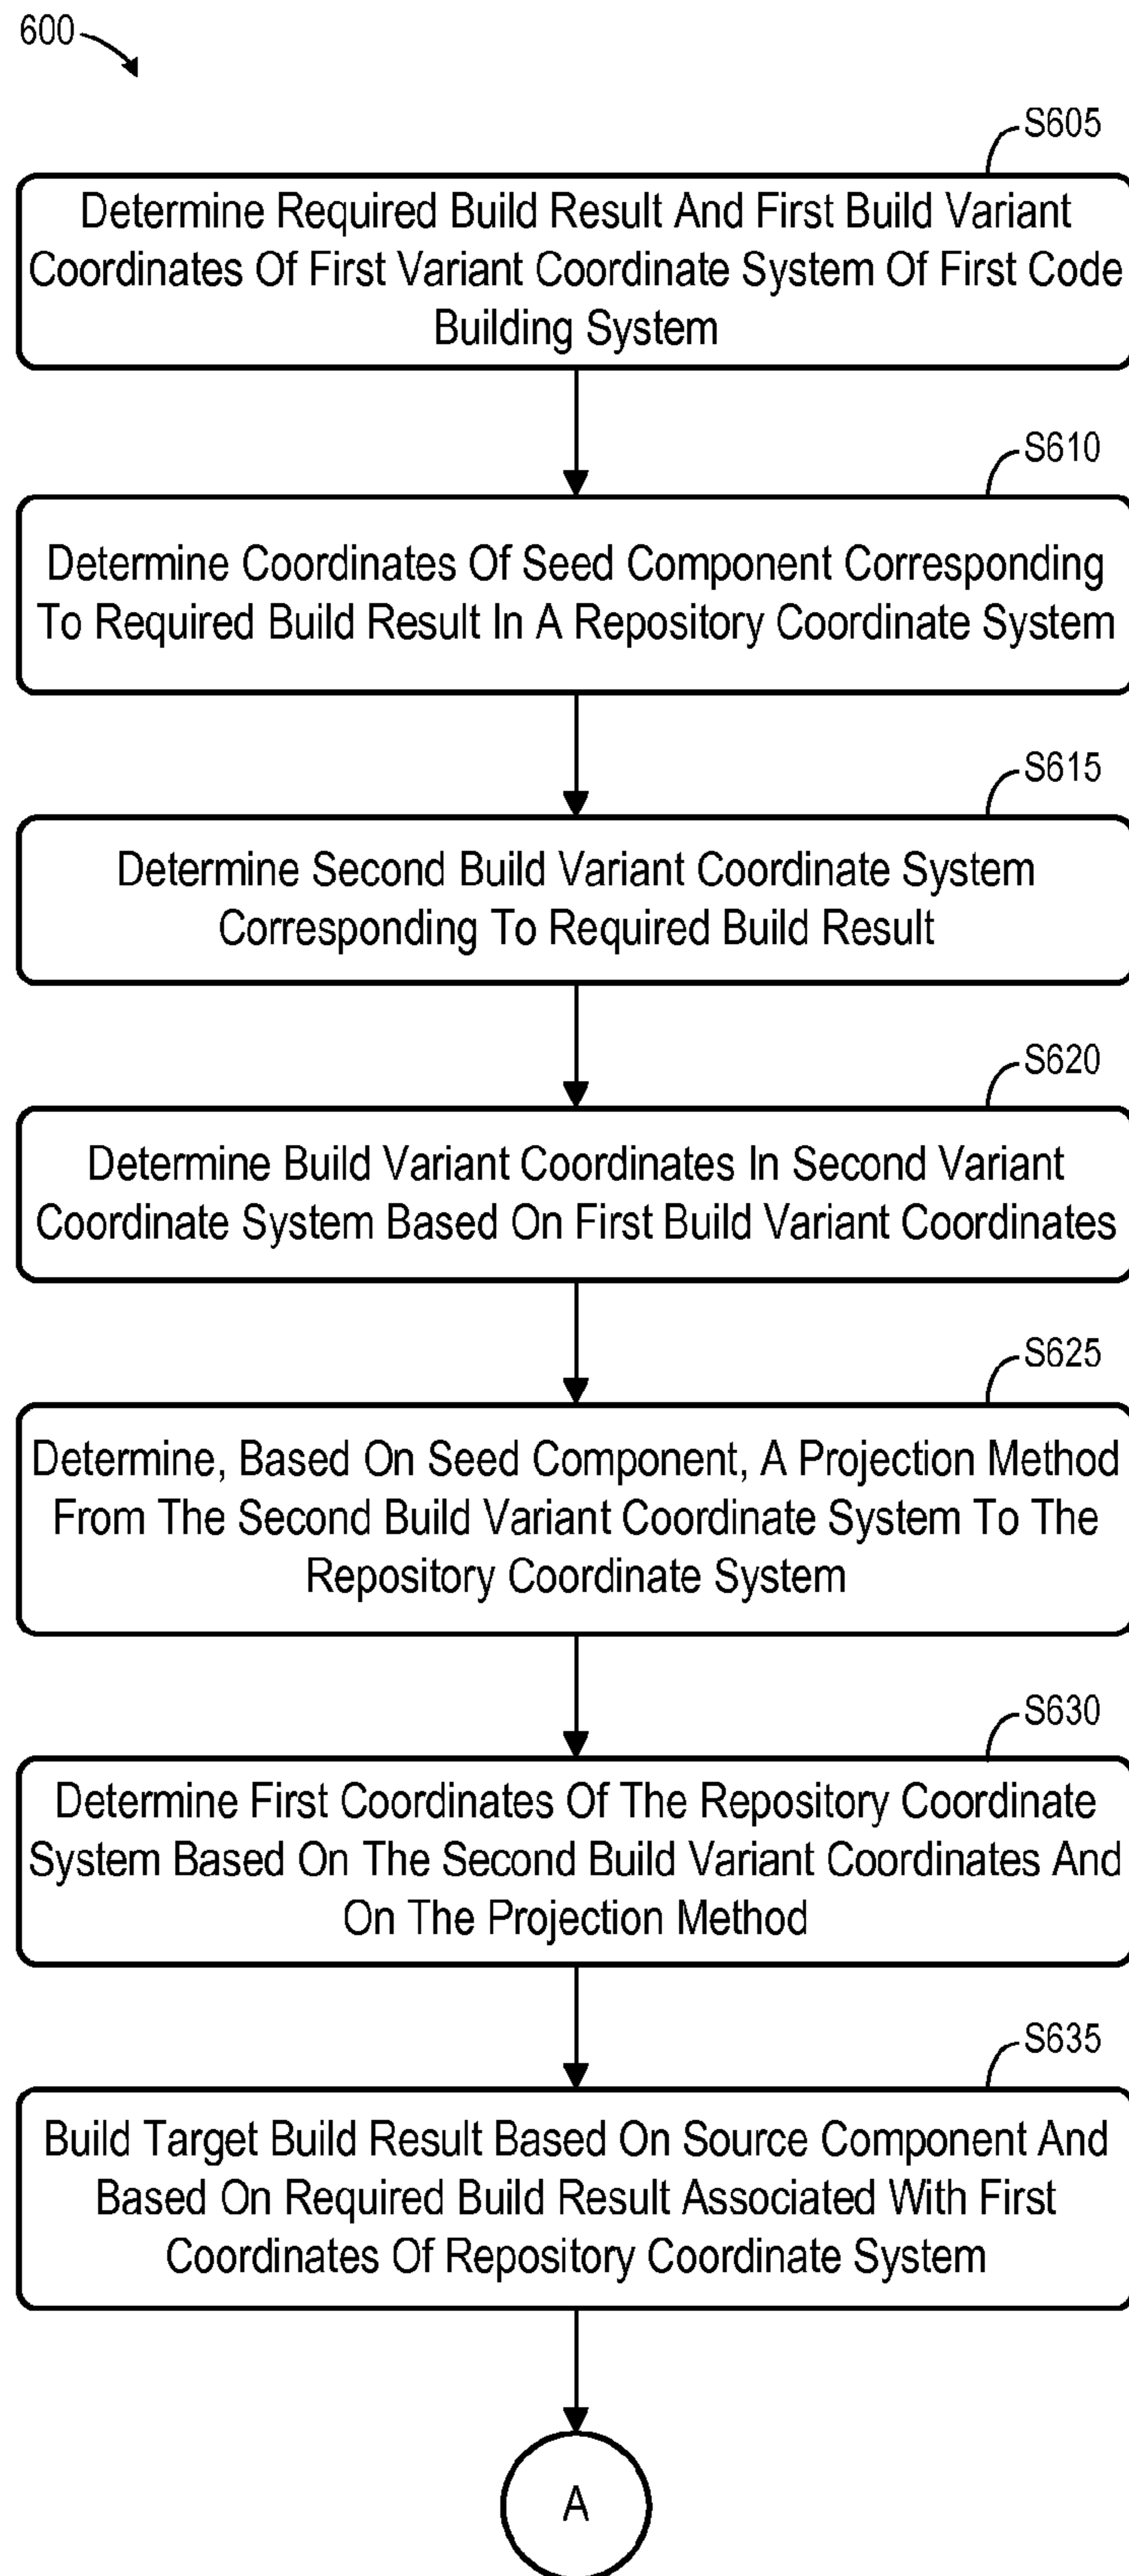 600
S605
Determine Required Build Result And First Build Variant
Coordinates Of First Variant Coordinate System Of First Code
Building System
S610
Determine Coordinates Of Seed Component Corresponding
To Required Build Result In A Repository Coordinate System
S615
Determine Second Build Variant Coordinate System
Corresponding To Required Build Result
S620
Determine Build Variant Coordinates In Second Variant
Coordinate System Based On First Build Variant Coordinates
S625
Determine, Based On Seed Component, A Projection Method
From The Second Build Variant Coordinate System To The
Repository Coordinate System
S630
Determine First Coordinates Of The Repository Coordinate
System Based On The Second Build Variant Coordinates And
On The Projection Method
S635
Build Target Build Result Based On Source Component And
Based On Required Build Result Associated With First
Coordinates Of Repository Coordinate System
A